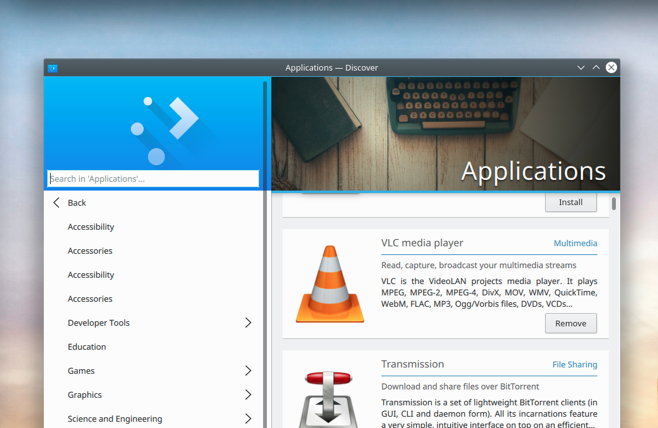 Applications — Discover
Applications
Search in 'Applications'...
Back
Accessibility
Accessories
Accessibility
Accessories
Developer Tools
Education
Games
Graphics
Science and Engineering
Install
VLC media player
Multimedia
Read, capture, broadcast your multimedia streams
VLC is the VideoLAN projects media player. It plays
MPEG, MPEG-2, MPEG-4, DivX, MOV, WMV, QuickTime,
WebM, FLAC, MP3, Ogg/Vorbis files, DVDs, VCDs...
Remove
Transmission
File Sharing
Download and share files over BitTorrent
Transmission is a set of lightweight BitTorrent clients (in
GUI, CLI and daemon form). All its incarnations feature
a very simple, intuitive interface on top on an efficient...